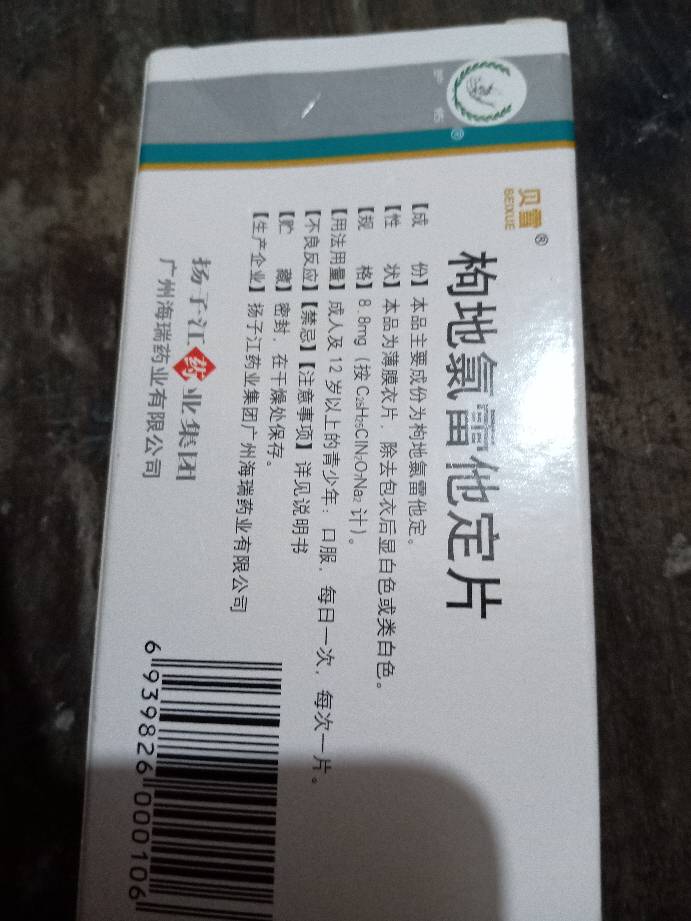 护佑®
贝雪®
BEIXUE
枸地氯雷他定片
【成 份】本品主要成份为枸地氯雷他定。
【性 状】本品为薄膜衣片，除去包衣后显白色或类白色。
【规 格】8.8mg（按C₂₅H₂₅ClN₂O₇Na₂计）。
【用法用量】成人及12岁以上的青少年：口服，每日一次，每次一片。
【不良反应】【禁忌】【注意事项】详见说明书
【贮 藏】密封，在干燥处保存。
【生产企业】扬子江药业集团广州海瑞药业有限公司
扬子江药业集团
广州海瑞药业有限公司
6 939826 000106